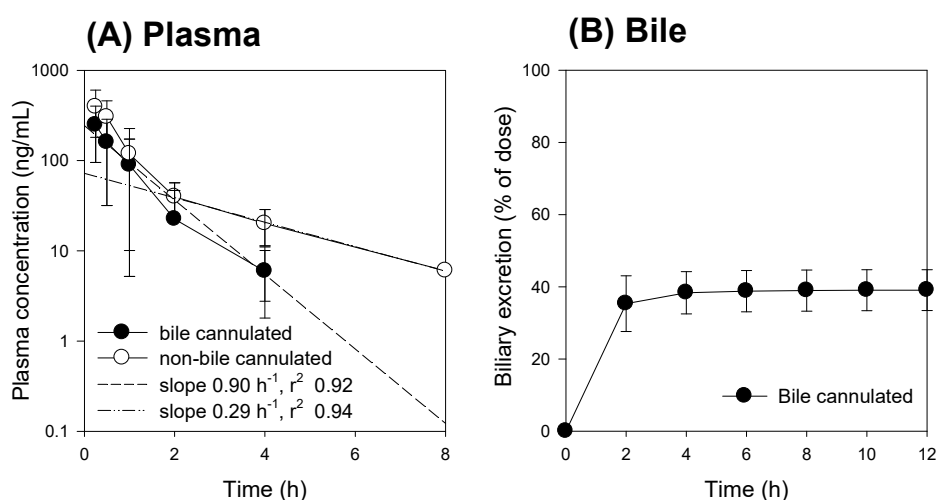 (A) Plasma
1000
100
10
1
0.1
Plasma concentration (ng/mL)
bile cannulated
non-bile cannulated
slope 0.90 h⁻¹, r² 0.92
slope 0.29 h⁻¹, r² 0.94
0 2 4 6 8
Time (h)
(B) Bile
100
80
60
40
20
0
Biliary excretion (% of dose)
Bile cannulated
0 2 4 6 8 10 12
Time (h)